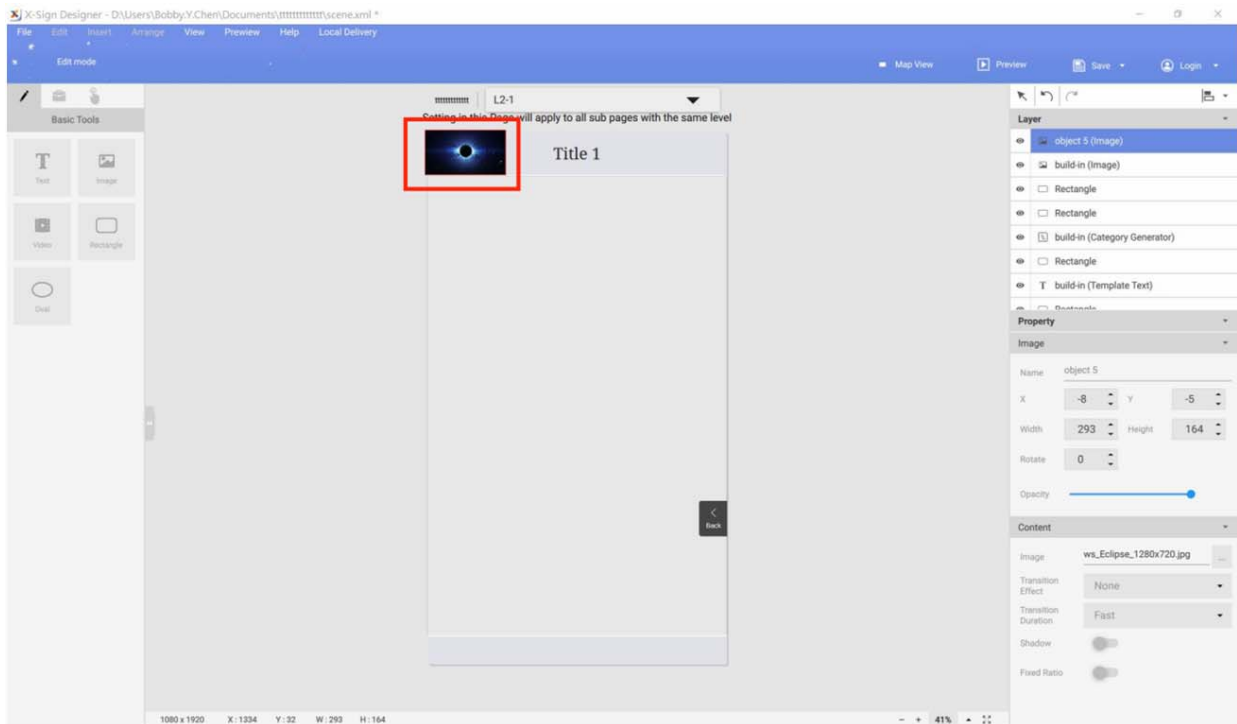 X-Sign Designer - D:\Users\Bobby.Y.Chen\Documents\ttttttttttttt\scene.xml *
File Edit Insert Arrange View Preview Help Local Delivery
Edit mode
Map View Preview Save Login
Basic Tools
Text Image
Video Rectangle
Oval
L2-1
Setting in this Page will apply to all sub pages with the same level
Title 1
Back
Layer
object 5 (Image)
build-in (Image)
Rectangle
Rectangle
build-in (Category Generator)
Rectangle
build-in (Template Text)
Rectangle
Property
Image
Name object 5
X -8 Y -5
Width 293 Height 164
Rotate 0
Opacity
Content
Image ws_Eclipse_1280x720.jpg ...
Transition Effect None
Transition Duration Fast
Shadow
Fixed Ratio
1080 x 1920 X : 1334 Y : 32 W : 293 H : 164
- + 41%